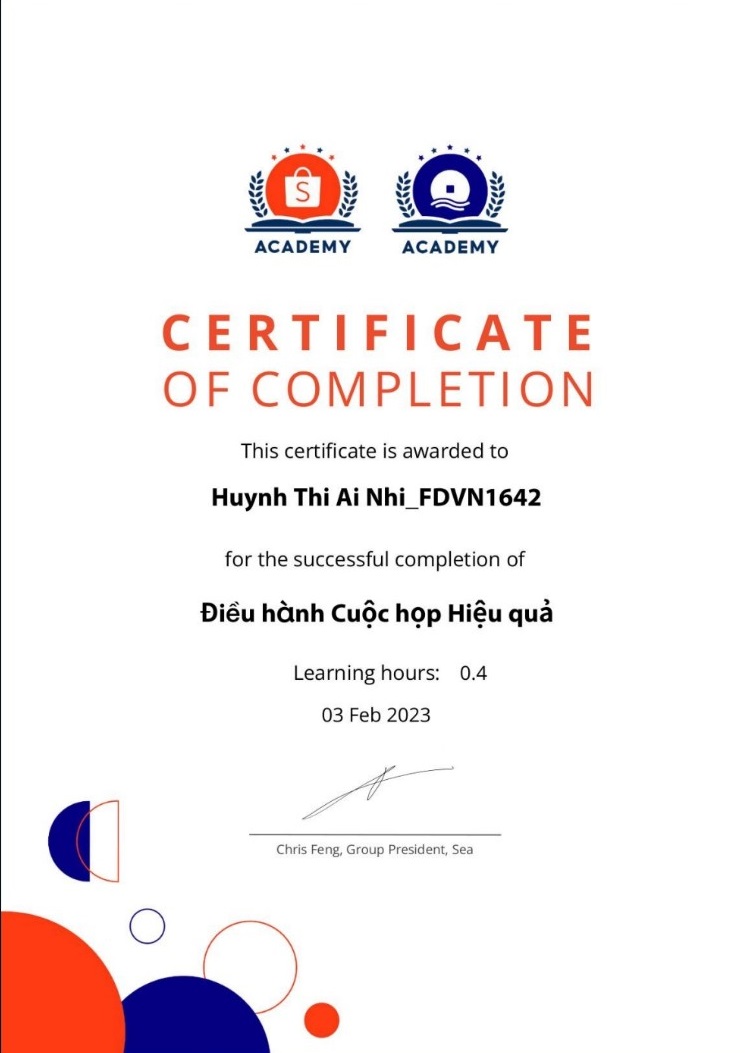 S
ACADEMY
ACADEMY
CERTIFICATE
OF COMPLETION
This certificate is awarded to
Huynh Thi Ai Nhi_FDVN1642
for the successful completion of
Điều hành Cuộc họp Hiệu quả
Learning hours: 0.4
03 Feb 2023
Chris Feng, Group President, Sea